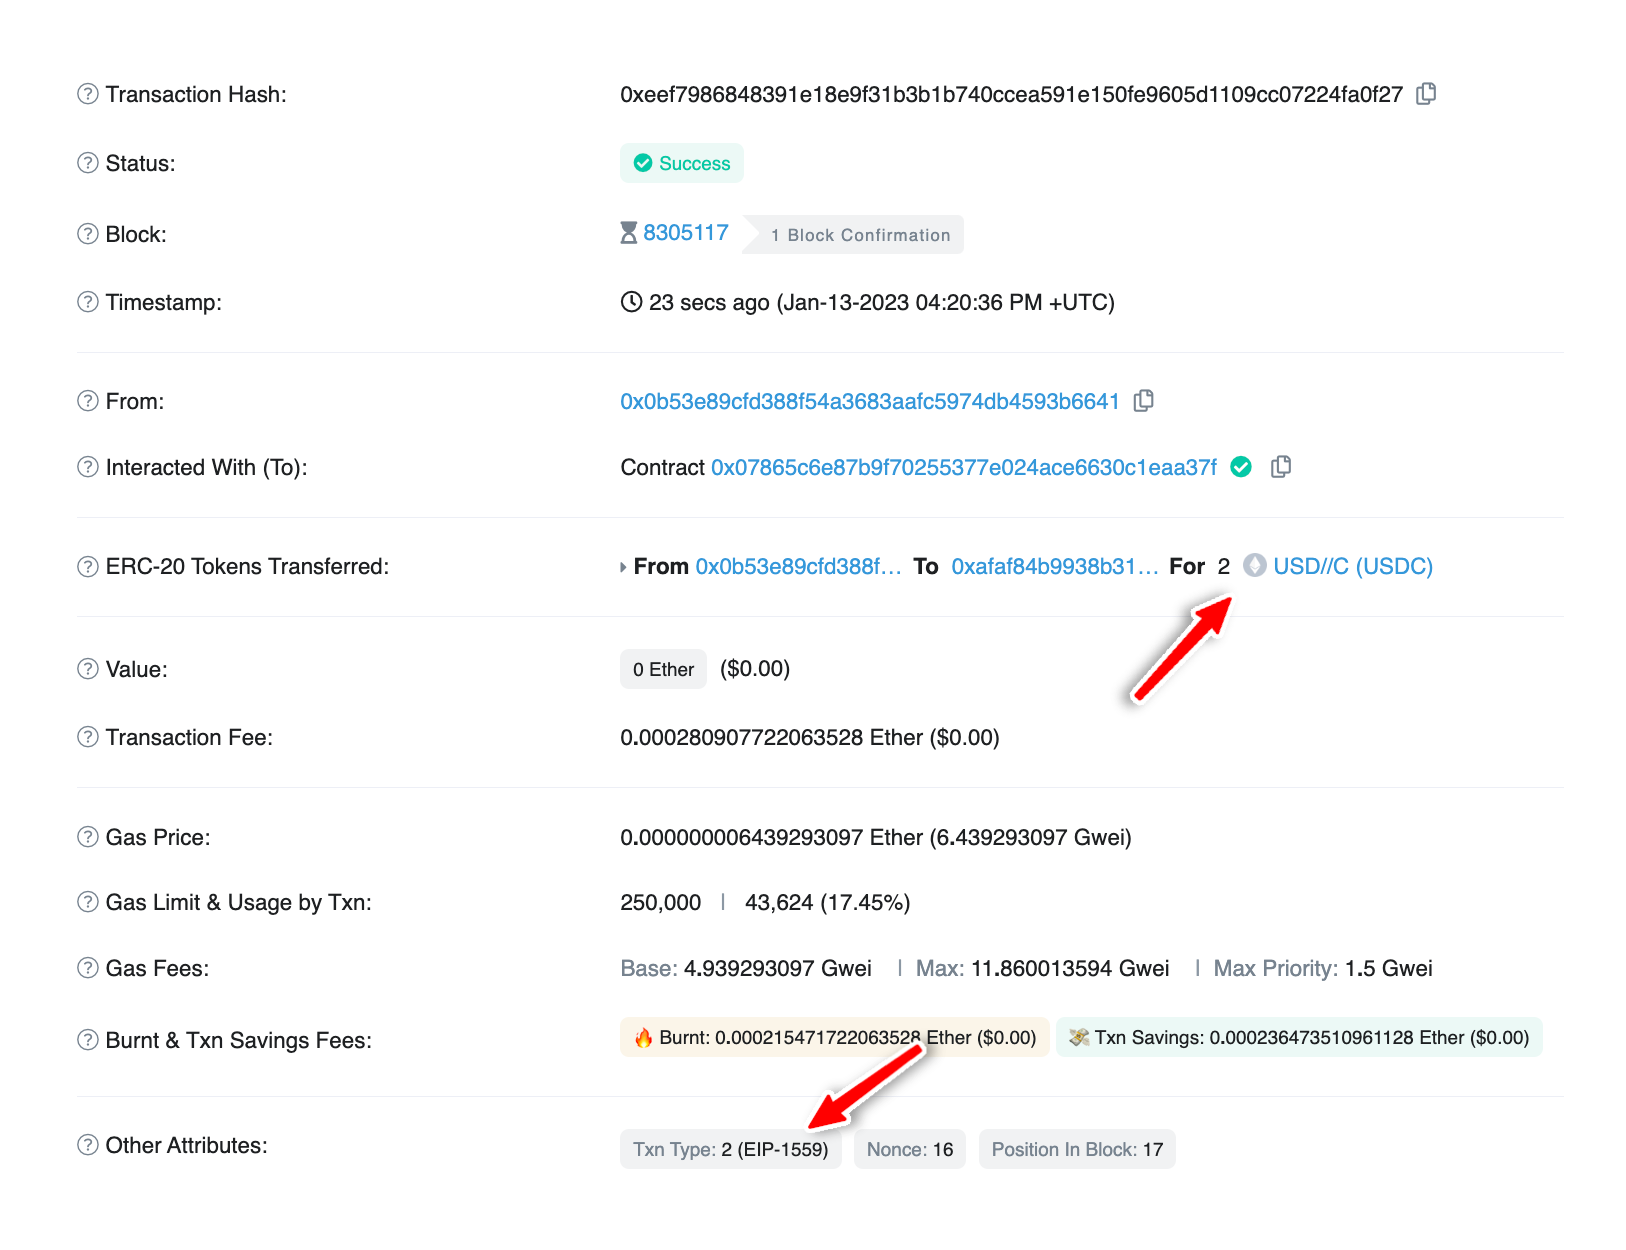 Transaction Hash: 0xeef7986848391e18e9f31b3b1b740ccea591e150fe9605d1109cc07224fa0f27
Status: Success
Block: 8305117 1 Block Confirmation
Timestamp: 23 secs ago (Jan-13-2023 04:20:36 PM +UTC)
From: 0x0b53e89cfd388f54a3683aafc5974db4593b6641
Interacted With (To): Contract 0x07865c6e87b9f70255377e024ace6630c1eaa37f
ERC-20 Tokens Transferred: From 0x0b53e89cfd388f... To 0xafaf84b9938b31... For 2 USD//C (USDC)
Value: 0 Ether ($0.00)
Transaction Fee: 0.000280907722063528 Ether ($0.00)
Gas Price: 0.000000006439293097 Ether (6.439293097 Gwei)
Gas Limit & Usage by Txn: 250,000 | 43,624 (17.45%)
Gas Fees: Base: 4.939293097 Gwei | Max: 11.860013594 Gwei | Max Priority: 1.5 Gwei
Burnt & Txn Savings Fees: 🔥 Burnt: 0.000215471722063528 Ether ($0.00) 💸 Txn Savings: 0.000236473510961128 Ether ($0.00)
Other Attributes: Txn Type: 2 (EIP-1559) Nonce: 16 Position In Block: 17